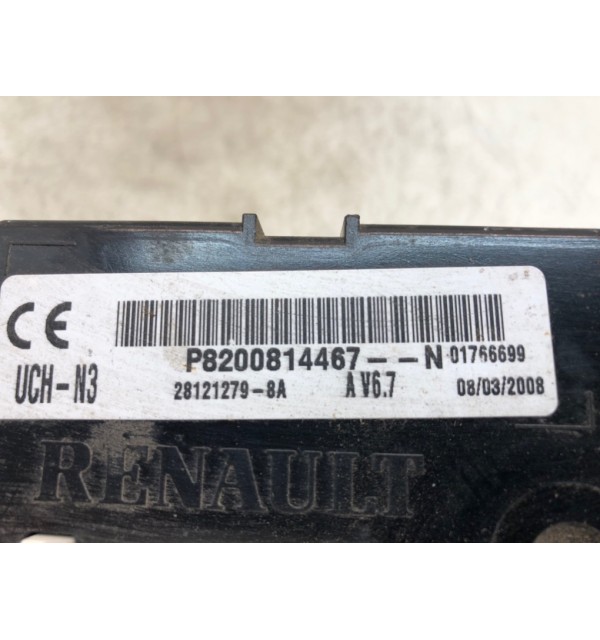 CE
P8200814467--N 01766699
UCH-N3 28121279-8A A V6.7 08/03/2008
RENAULT